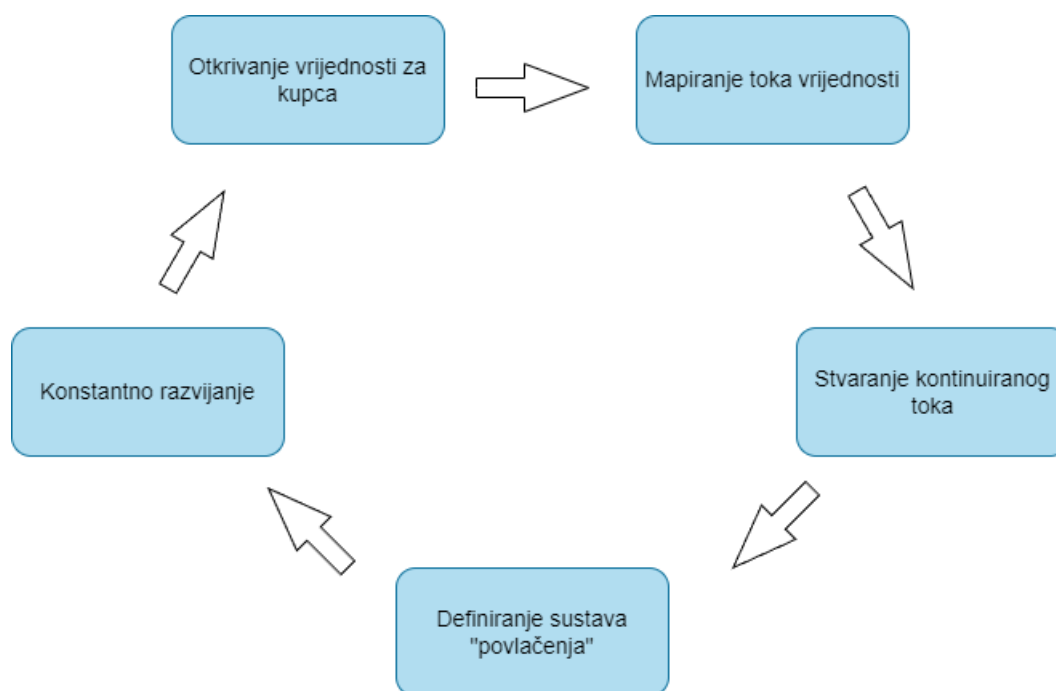 Otkrivanje vrijednosti za
kupca
Mapiranje toka vrijednosti
Stvaranje kontinuiranog
toka
Definiranje sustava
"povlačenja"
Konstantno razvijanje